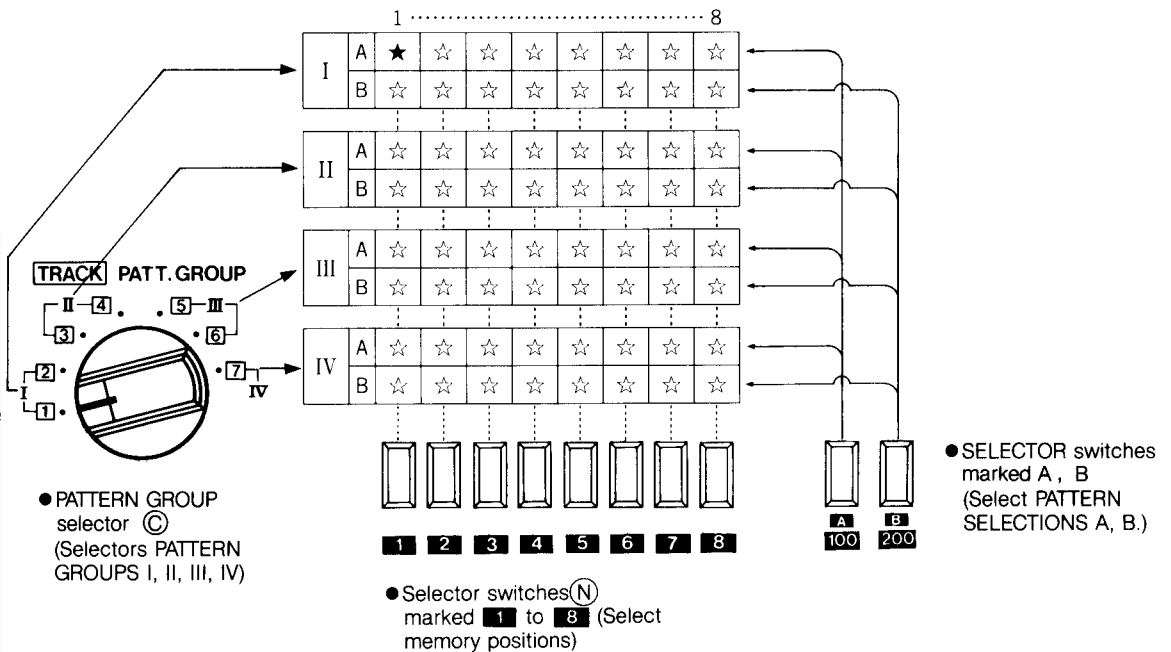 1 ····················· 8
I A ★ ☆ ☆ ☆ ☆ ☆ ☆ ☆
B ☆ ☆ ☆ ☆ ☆ ☆ ☆ ☆
II A ☆ ☆ ☆ ☆ ☆ ☆ ☆ ☆
B ☆ ☆ ☆ ☆ ☆ ☆ ☆ ☆
III A ☆ ☆ ☆ ☆ ☆ ☆ ☆ ☆
B ☆ ☆ ☆ ☆ ☆ ☆ ☆ ☆
IV A ☆ ☆ ☆ ☆ ☆ ☆ ☆ ☆
B ☆ ☆ ☆ ☆ ☆ ☆ ☆ ☆
TRACK PATT. GROUP
II 4 5 III
3 6
2 7
I IV
1
● PATTERN GROUP
selector Ⓒ
(Selectors PATTERN
GROUPS I, II, III, IV)
1 2 3 4 5 6 7 8
● Selector switches Ⓝ
marked 1 to 8 (Select
memory positions)
A B
100 200
● SELECTOR switches
marked A , B
(Select PATTERN
SELECTIONS A, B.)